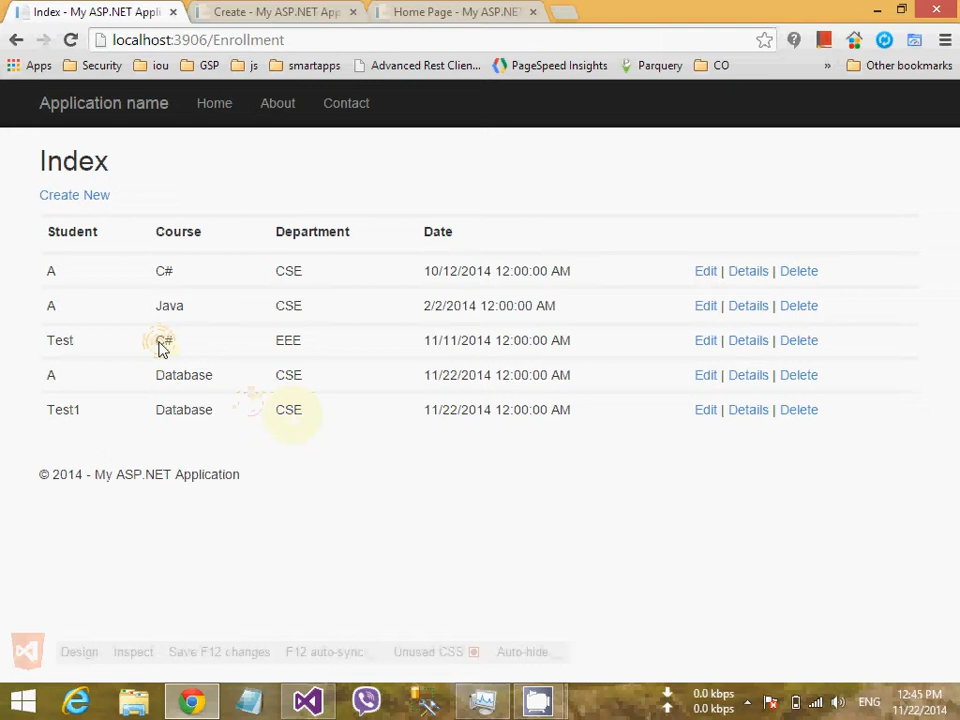 Index - My ASP.NET Appli
Create - My ASP.NET App
Home Page - My ASP.NET
localhost:3906/Enrollment
Apps
Security
iou
GSP
js
smartapps
Advanced Rest Clien...
PageSpeed Insights
Parquery
CO
»
Other bookmarks
Application name
Home
About
Contact
Index
Create New
Student Course Department Date
A C# CSE 10/12/2014 12:00:00 AM Edit | Details | Delete
A Java CSE 2/2/2014 12:00:00 AM Edit | Details | Delete
Test C# EEE 11/11/2014 12:00:00 AM Edit | Details | Delete
A Database CSE 11/22/2014 12:00:00 AM Edit | Details | Delete
Test1 Database CSE 11/22/2014 12:00:00 AM Edit | Details | Delete
© 2014 - My ASP.NET Application
Design Inspect Save F12 changes F12 auto-sync Unused CSS Auto-hide
0.0 kbps
0.0 kbps
ENG
12:45 PM
11/22/2014